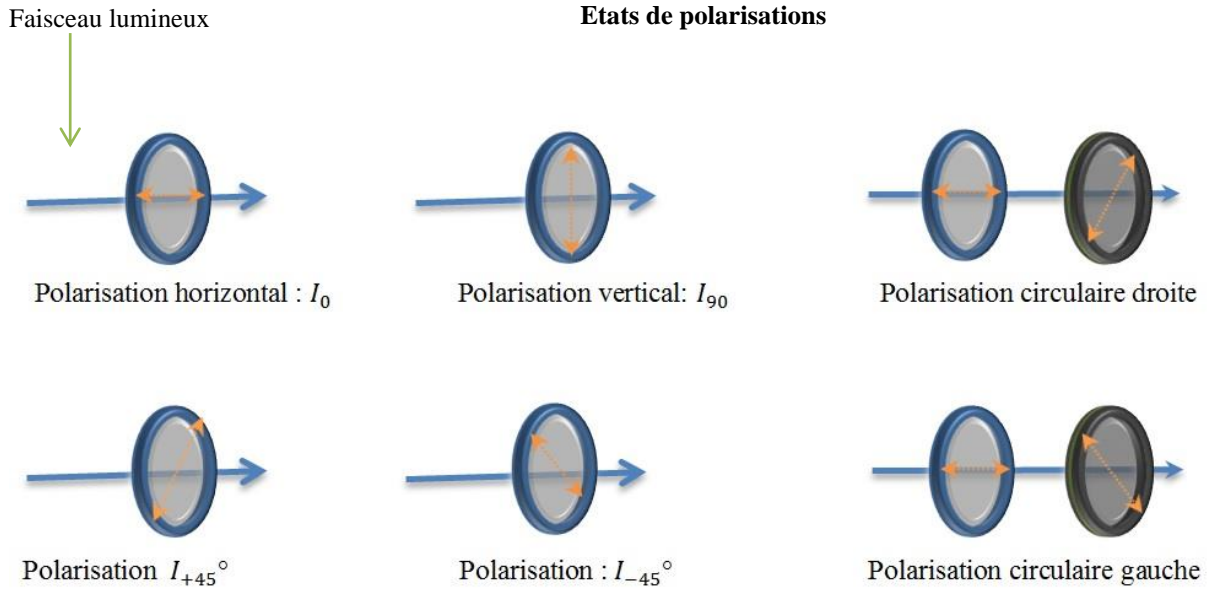 Faisceau lumineux
Etats de polarisations
Polarisation horizontal : I₀
Polarisation vertical: I₉₀
Polarisation circulaire droite
Polarisation I₊₄₅°
Polarisation : I₋₄₅°
Polarisation circulaire gauche